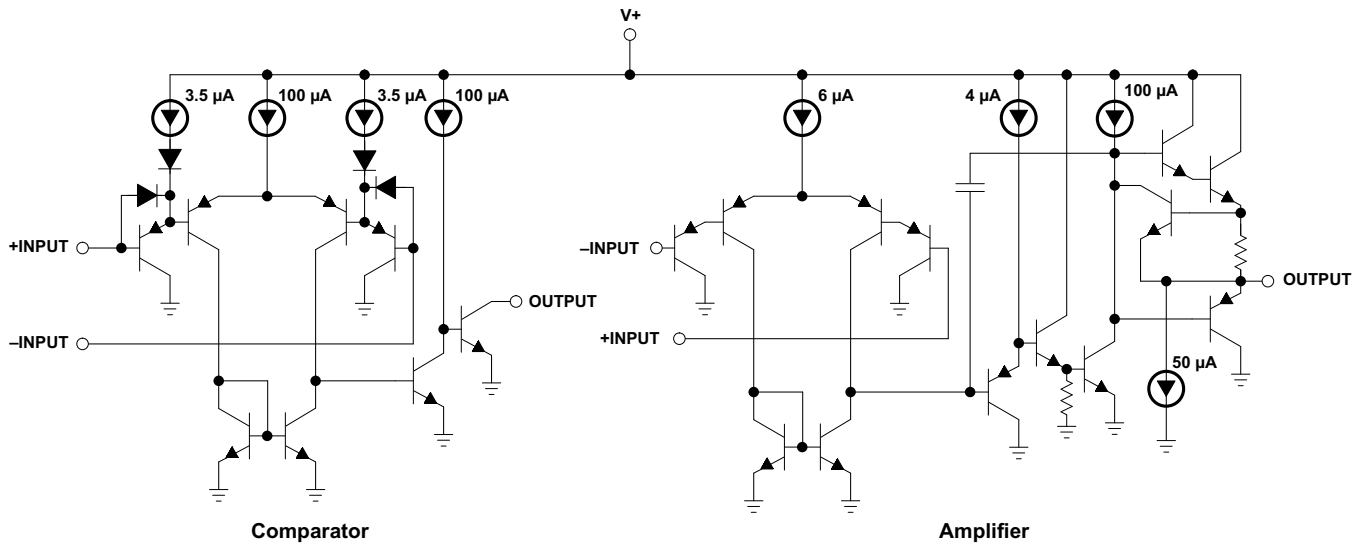 V+
3.5 µA
100 µA
3.5 µA
100 µA
6 µA
4 µA
100 µA
+INPUT
–INPUT
OUTPUT
–INPUT
+INPUT
OUTPUT
50 µA
Comparator
Amplifier